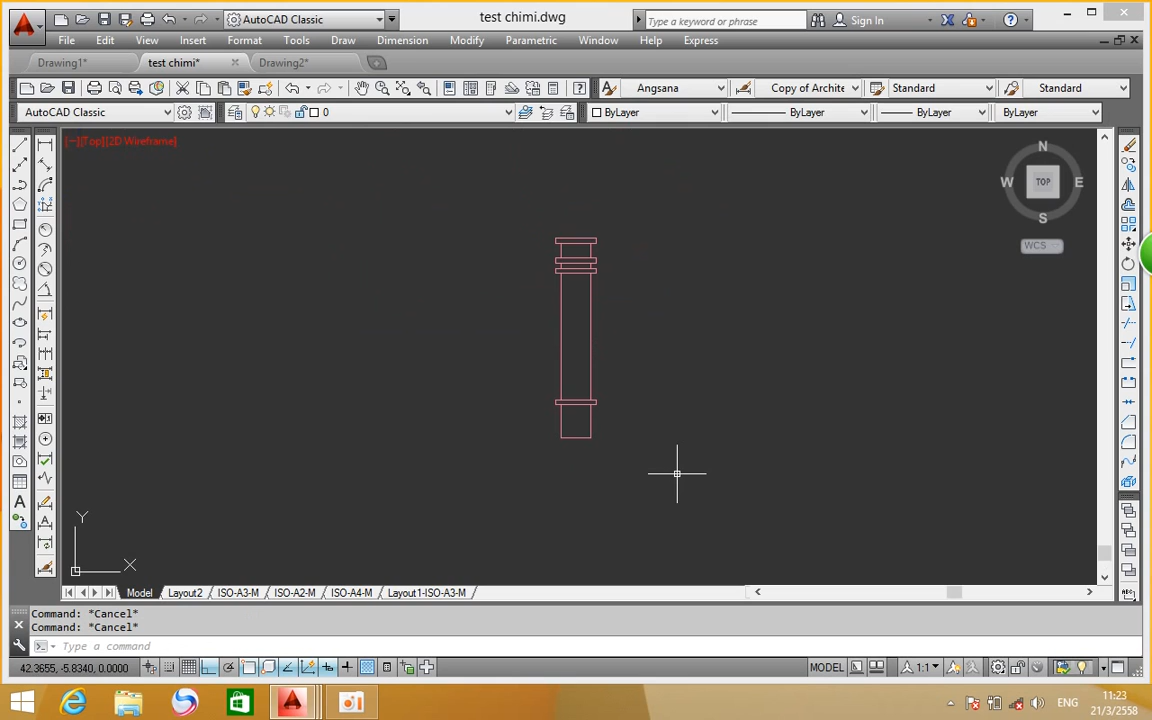 AutoCAD Classic
test chimi.dwg
Type a keyword or phrase
Sign In
File Edit View Insert Format Tools Draw Dimension Modify Parametric Window Help Express
Drawing1* test chimi* Drawing2*
Angsana Copy of Archite Standard Standard
AutoCAD Classic 0 ByLayer ByLayer ByLayer ByLayer
[−][Top][2D Wireframe]
N
W TOP E
S
WCS
Y
X
A
Model Layout2 ISO-A3-M ISO-A2-M ISO-A4-M Layout1-ISO-A3-M
Command: *Cancel*
Command: *Cancel*
Type a command
42.3655, -5.8340, 0.0000 MODEL 1:1
ENG
11:23
21/3/2558